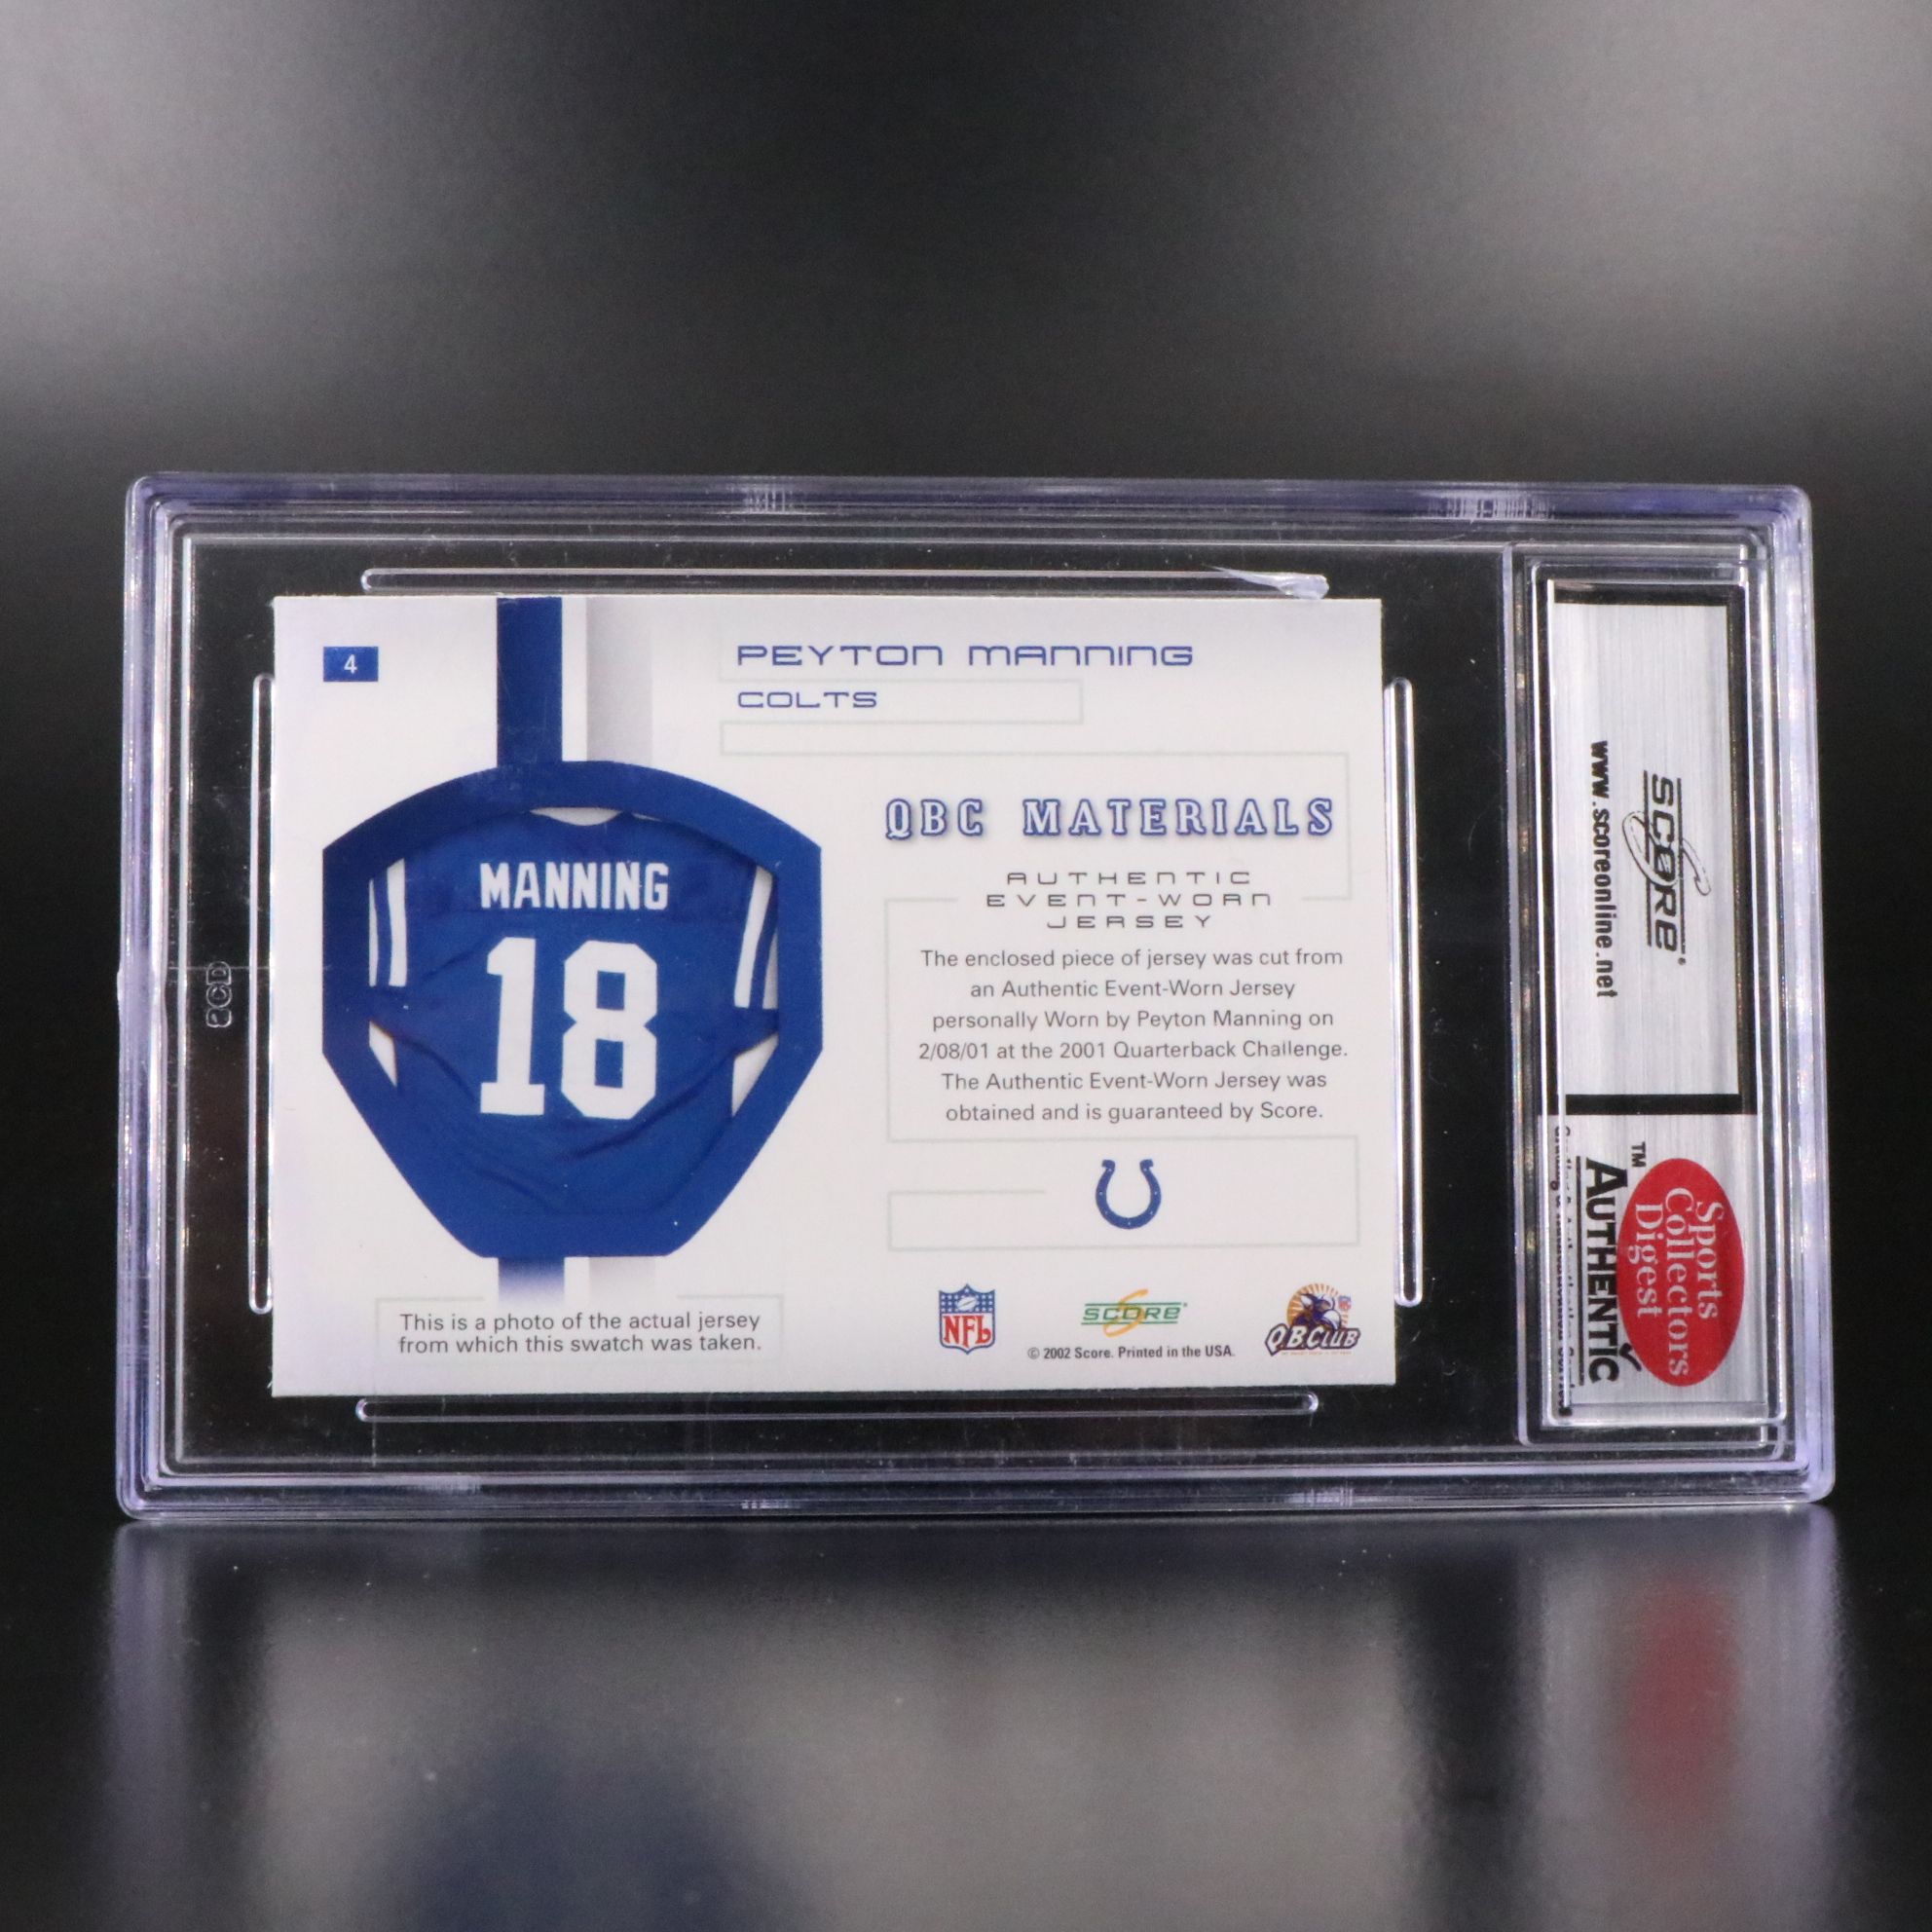 4
PEYTON MANNING
COLTS
MANNING
18
QBC MATERIALS
AUTHENTIC
EVENT-WORN
JERSEY
The enclosed piece of jersey was cut from
an Authentic Event-Worn Jersey
personally Worn by Peyton Manning on
2/08/01 at the 2001 Quarterback Challenge.
The Authentic Event-Worn Jersey was
obtained and is guaranteed by Score.
This is a photo of the actual jersey
from which this swatch was taken.
NFL
SCORE®
© 2002 Score. Printed in the USA.
QB CLUB
SCD
SCORE®
www.scoreonline.net
Sports
Collectors
Digest
AUTHENTIC™